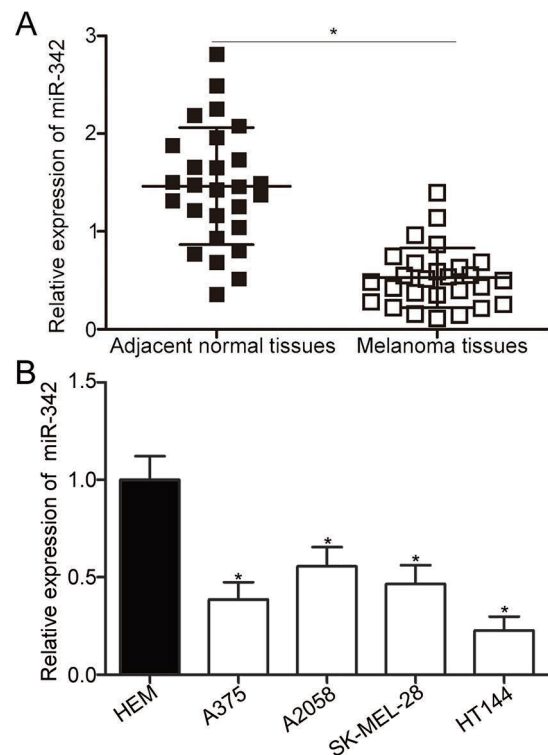 A
Relative expression of miR-342
3
2
1
0
*
Adjacent normal tissues
Melanoma tissues
B
Relative expression of miR-342
1.5
1.0
0.5
0.0
*
*
*
*
HEM
A375
A2058
SK-MEL-28
HT144